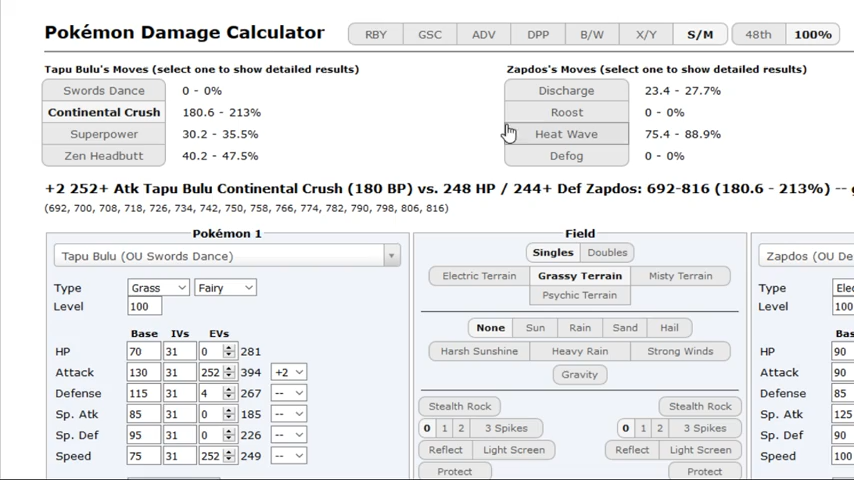 Pokémon Damage Calculator RBY GSC ADV DPP B/W X/Y S/M 48th 100%
Tapu Bulu's Moves (select one to show detailed results) Zapdos's Moves (select one to show detailed results)
Swords Dance 0 - 0% Discharge 23.4 - 27.7%
Continental Crush 180.6 - 213% Roost 0 - 0%
Superpower 30.2 - 35.5% Heat Wave 75.4 - 88.9%
Zen Headbutt 40.2 - 47.5% Defog 0 - 0%
+2 252+ Atk Tapu Bulu Continental Crush (180 BP) vs. 248 HP / 244+ Def Zapdos: 692-816 (180.6 - 213%) -- g
(692, 700, 708, 718, 726, 734, 742, 750, 758, 766, 774, 782, 790, 798, 806, 816)
Pokémon 1 Field
Tapu Bulu (OU Swords Dance) Singles Doubles Zapdos (OU De
Type Grass Fairy Electric Terrain Grassy Terrain Misty Terrain Type Elec
Level 100 Psychic Terrain Level 100
Base IVs EVs None Sun Rain Sand Hail Base
HP 70 31 0 281 Harsh Sunshine Heavy Rain Strong Winds HP 90
Attack 130 31 252 394 +2 Gravity Attack 90
Defense 115 31 4 267 -- Defense 85
Sp. Atk 85 31 0 185 -- Stealth Rock Stealth Rock Sp. Atk 125
Sp. Def 95 31 0 226 -- 0 1 2 3 Spikes 0 1 2 3 Spikes Sp. Def 90
Speed 75 31 252 249 -- Reflect Light Screen Reflect Light Screen Speed 100
Protect Protect